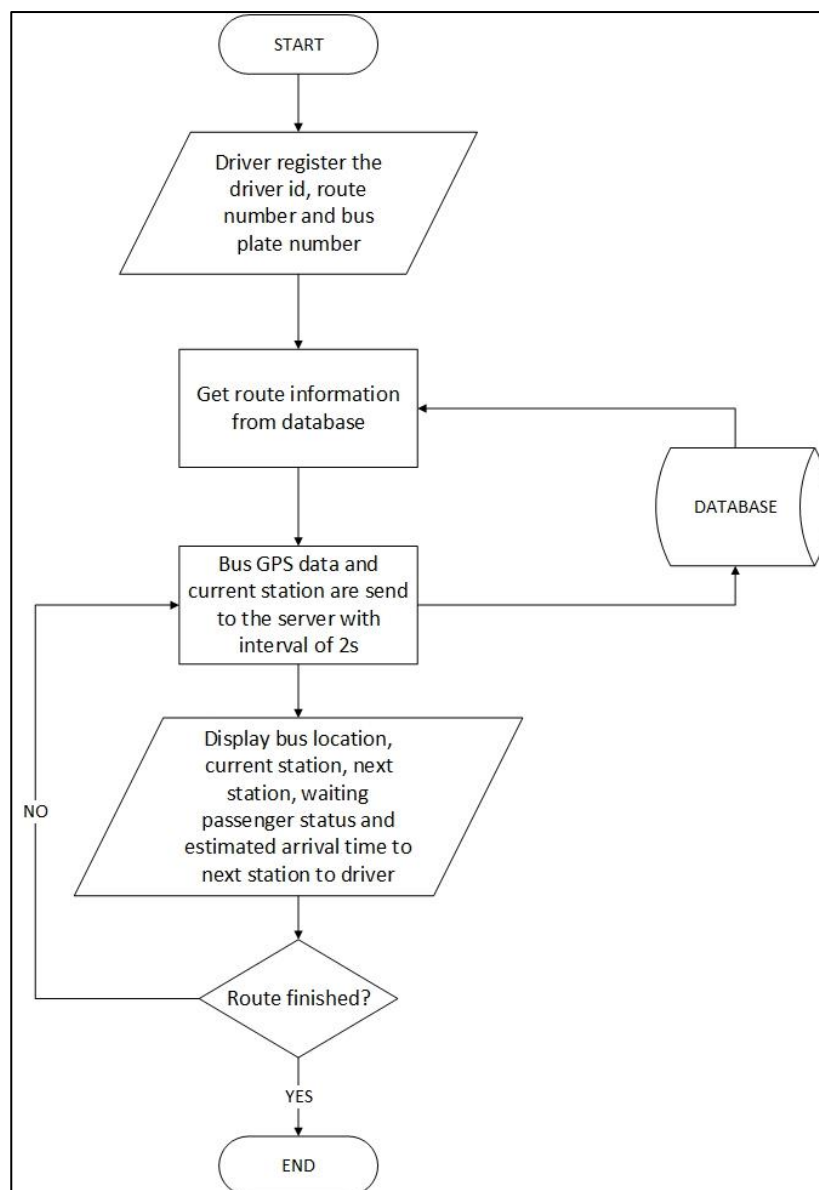 START
Driver register the
driver id, route
number and bus
plate number
Get route information
from database
DATABASE
Bus GPS data and
current station are send
to the server with
interval of 2s
Display bus location,
current station, next
station, waiting
passenger status and
estimated arrival time to
next station to driver
NO
Route finished?
YES
END